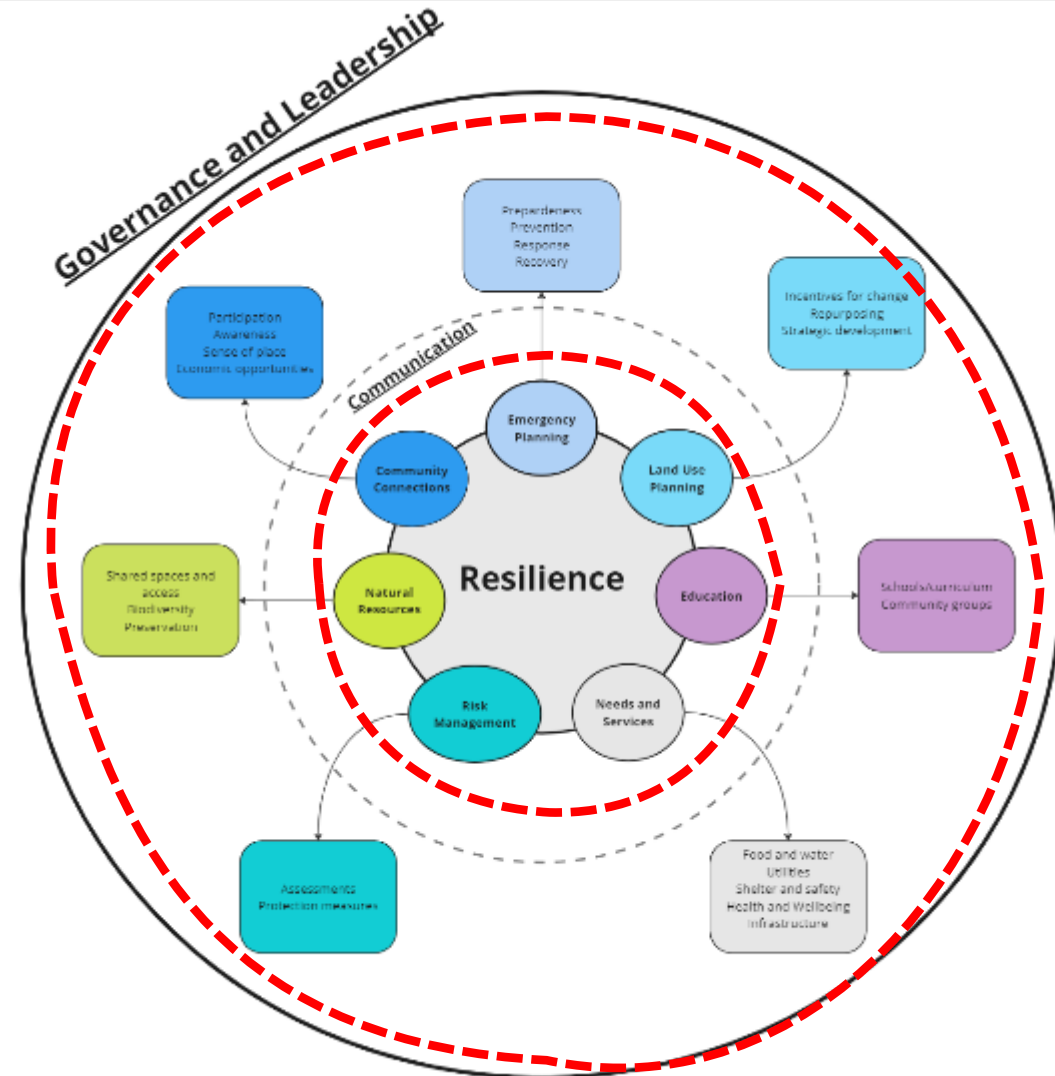 Governance and Leadership
Prepardeness
Prevention
Response
Recovery
Incentives for change
Repurposing
Strategic development
Participation
Awareness
Sense of place
Economic opportunities
Communication
Emergency
Planning
Community
Connections
Land Use
Planning
Resilience
Shared spaces and
access
Biodiversity
Preservation
Natural
Resources
Education
Schools/curriculum
Community groups
Risk
Management
Needs and
Services
Assessments
Protection measures
Food and water
Utilities
Shelter and safety
Health and Wellbeing
Infrastructure